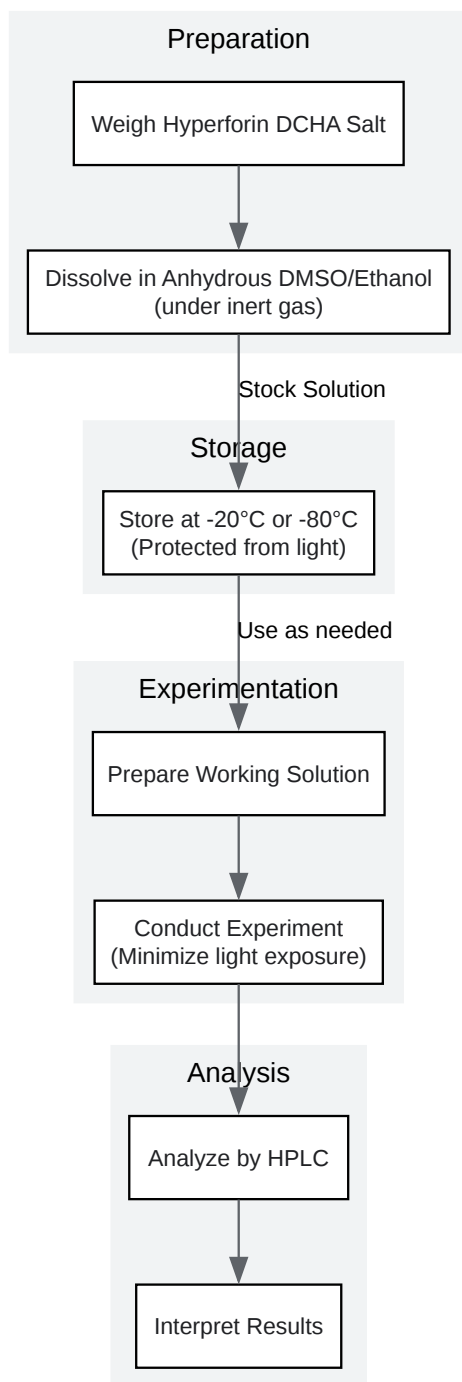 Preparation
Weigh Hyperforin DCHA Salt
Dissolve in Anhydrous DMSO/Ethanol
(under inert gas)
Stock Solution
Storage
Store at -20°C or -80°C
(Protected from light)
Use as needed
Experimentation
Prepare Working Solution
Conduct Experiment
(Minimize light exposure)
Analysis
Analyze by HPLC
Interpret Results